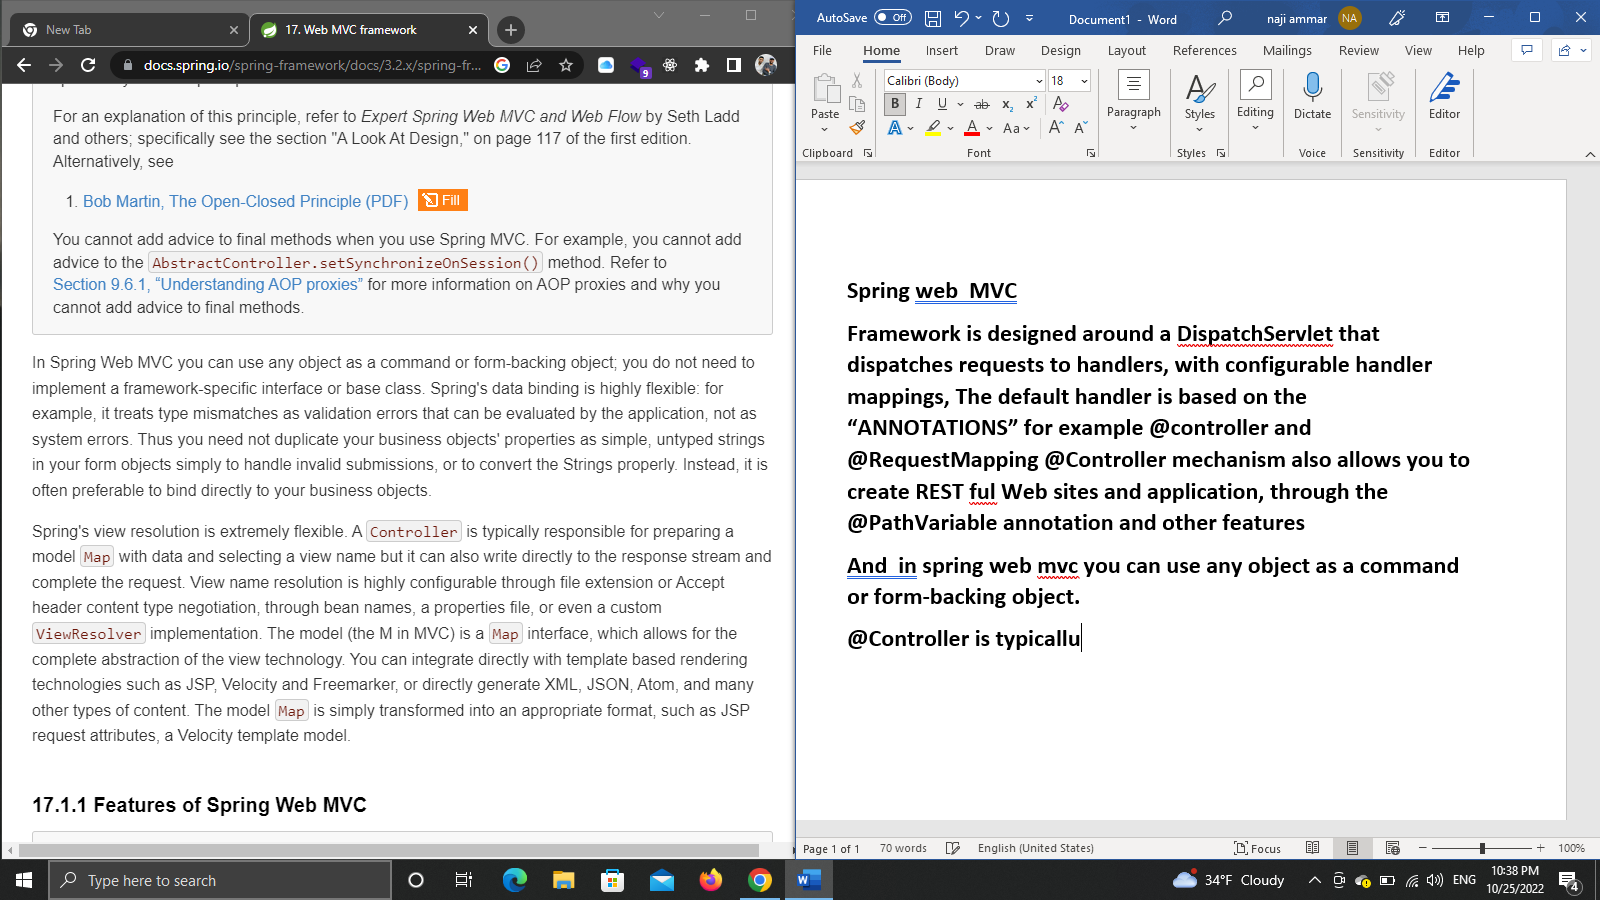 New Tab
17. Web MVC framework
docs.spring.io/spring-framework/docs/3.2.x/spring-fr...
9
For an explanation of this principle, refer to Expert Spring Web MVC and Web Flow by Seth Ladd
and others; specifically see the section "A Look At Design," on page 117 of the first edition.
Alternatively, see
1. Bob Martin, The Open-Closed Principle (PDF) Fill
You cannot add advice to final methods when you use Spring MVC. For example, you cannot add
advice to the AbstractController.setSynchronizeOnSession() method. Refer to
Section 9.6.1, “Understanding AOP proxies” for more information on AOP proxies and why you
cannot add advice to final methods.
In Spring Web MVC you can use any object as a command or form-backing object; you do not need to
implement a framework-specific interface or base class. Spring's data binding is highly flexible: for
example, it treats type mismatches as validation errors that can be evaluated by the application, not as
system errors. Thus you need not duplicate your business objects' properties as simple, untyped strings
in your form objects simply to handle invalid submissions, or to convert the Strings properly. Instead, it is
often preferable to bind directly to your business objects.
Spring's view resolution is extremely flexible. A Controller is typically responsible for preparing a
model Map with data and selecting a view name but it can also write directly to the response stream and
complete the request. View name resolution is highly configurable through file extension or Accept
header content type negotiation, through bean names, a properties file, or even a custom
ViewResolver implementation. The model (the M in MVC) is a Map interface, which allows for the
complete abstraction of the view technology. You can integrate directly with template based rendering
technologies such as JSP, Velocity and Freemarker, or directly generate XML, JSON, Atom, and many
other types of content. The model Map is simply transformed into an appropriate format, such as JSP
request attributes, a Velocity template model.
17.1.1 Features of Spring Web MVC
AutoSave Off Document1 - Word naji ammar NA
File Home Insert Draw Design Layout References Mailings Review View Help
Calibri (Body) 18
Paste B I U ab x2 x2 A
A A Aa A A
Paragraph Styles Editing Dictate Sensitivity Editor
Clipboard Font Styles Voice Sensitivity Editor
Spring web  MVC
Framework is designed around a DispatchServlet that
dispatches requests to handlers, with configurable handler
mappings, The default handler is based on the
“ANNOTATIONS” for example @controller and
@RequestMapping @Controller mechanism also allows you to
create REST ful Web sites and application, through the
@PathVariable annotation and other features
And  in spring web mvc you can use any object as a command
or form-backing object.
@Controller is typicallu
Page 1 of 1 70 words English (United States) Focus 100%
Type here to search
34°F Cloudy ENG 10:38 PM
10/25/2022 4